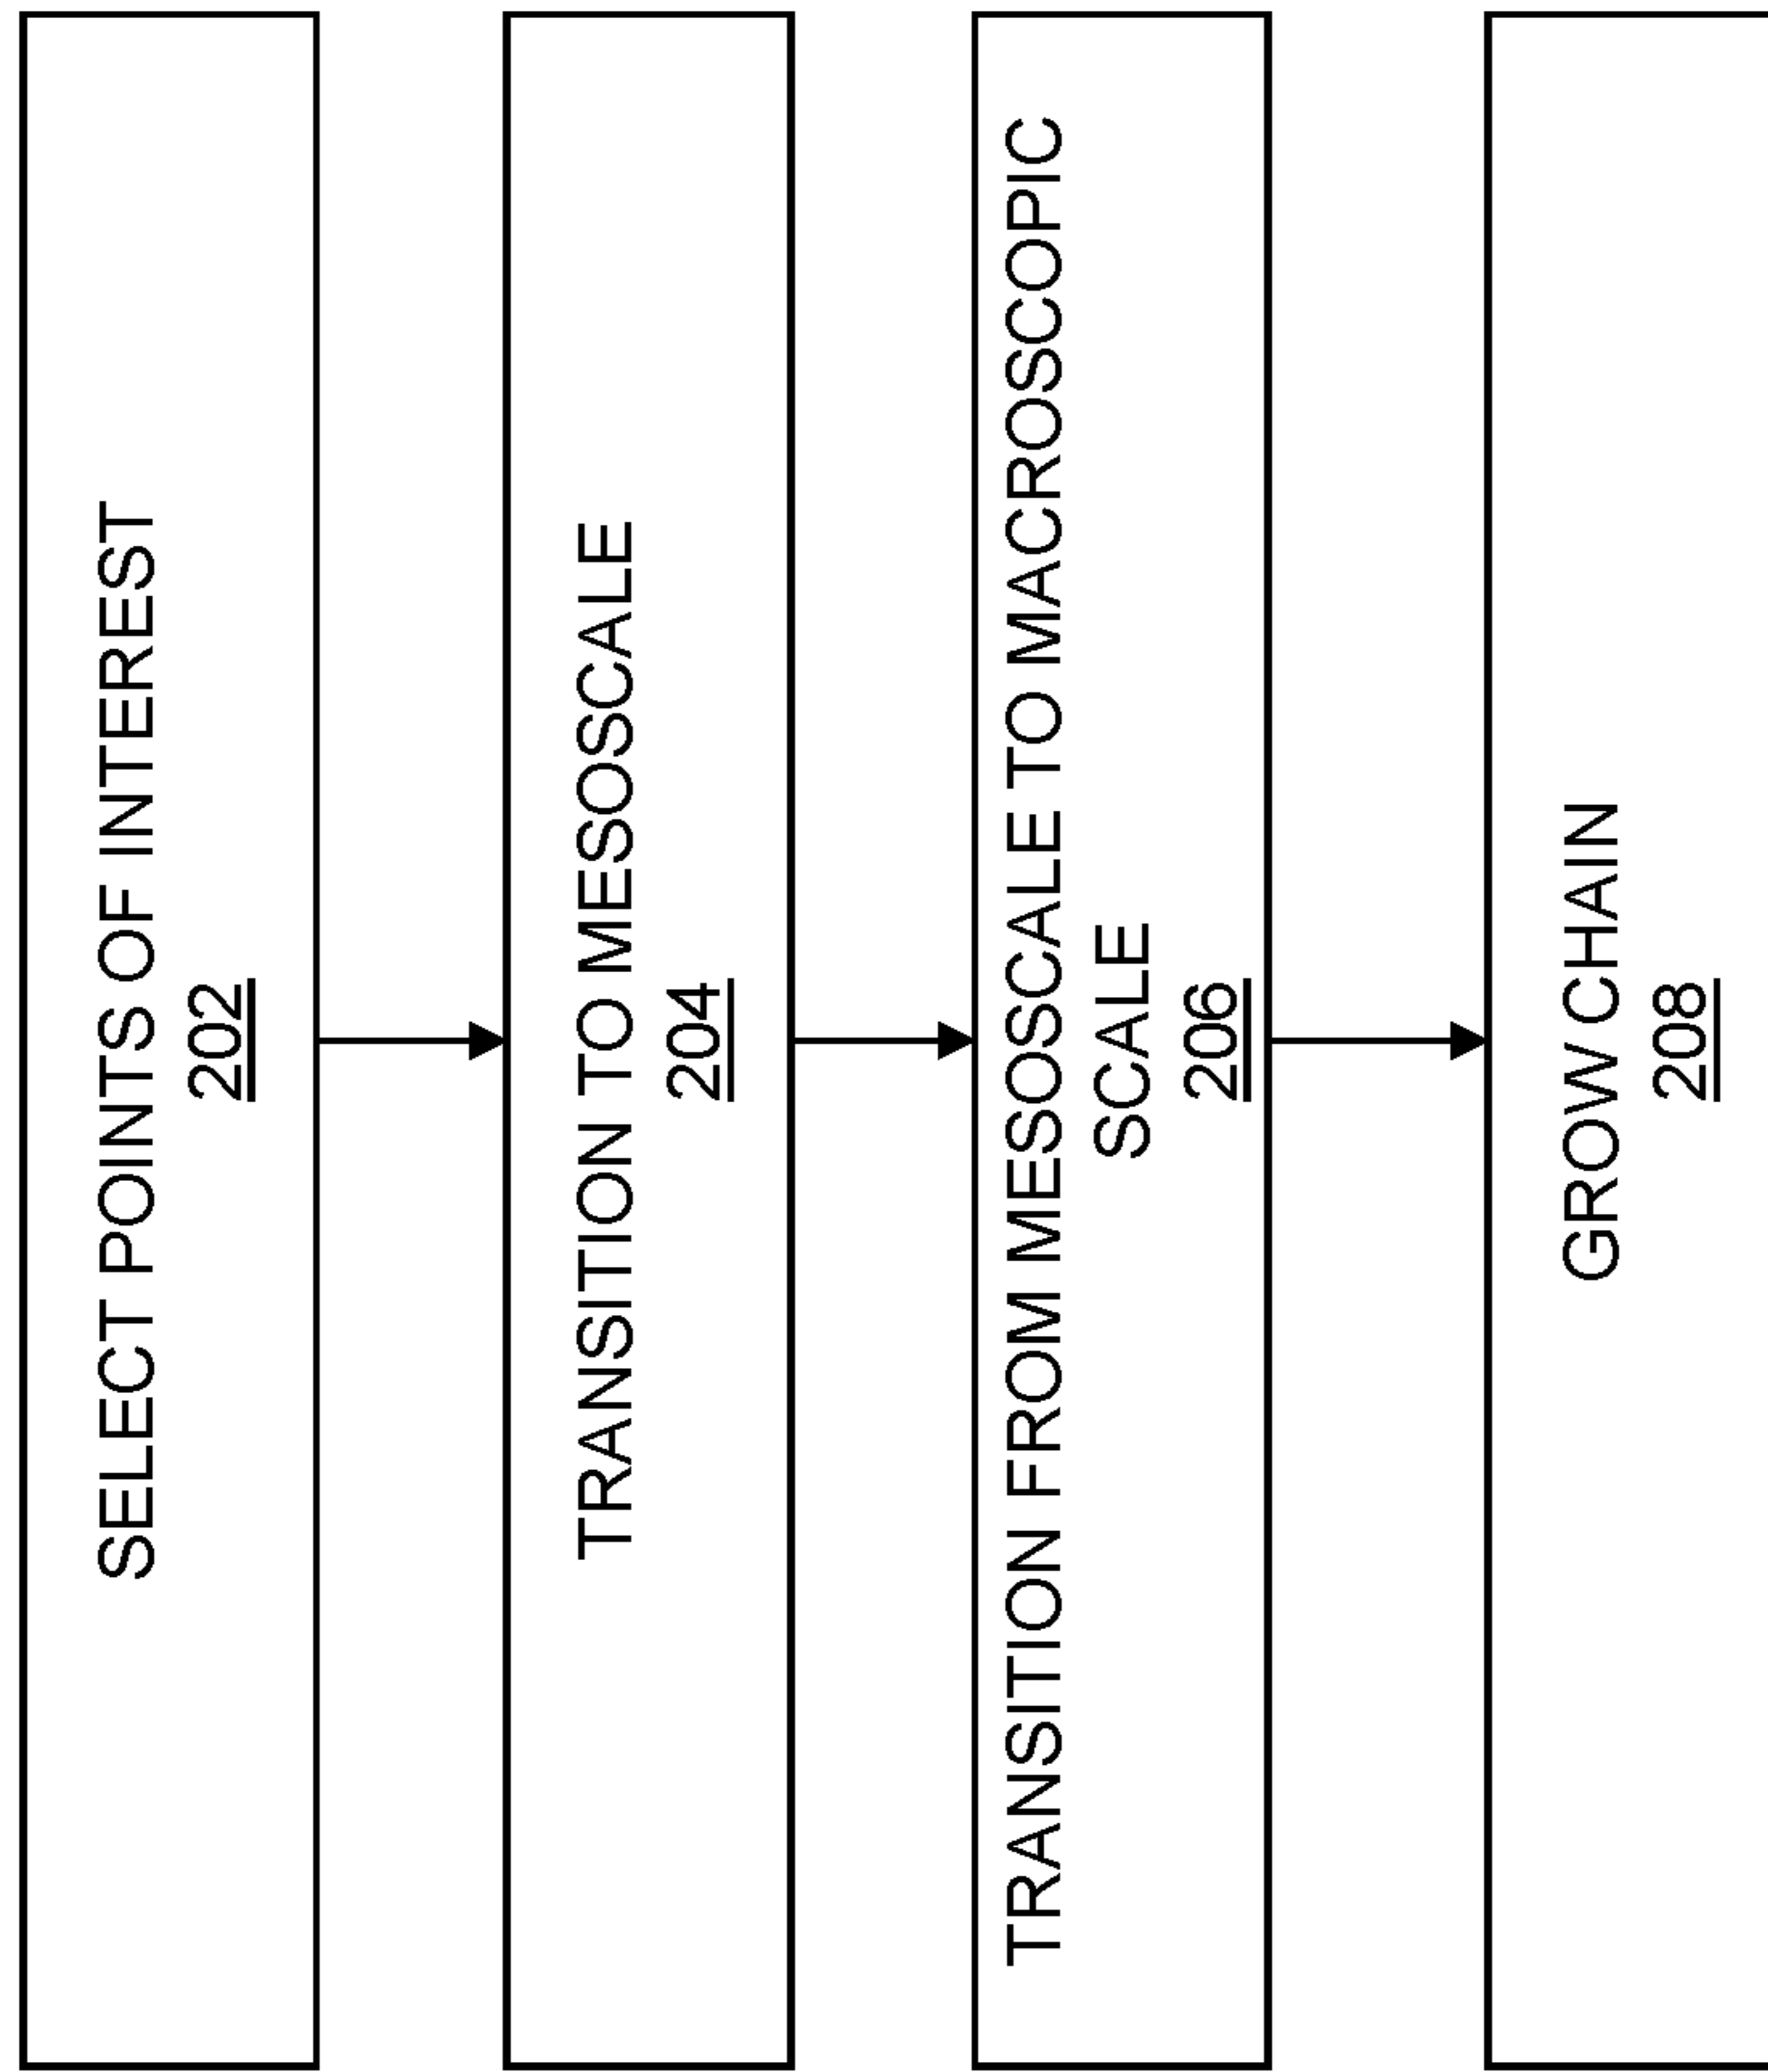 SELECT POINTS OF INTEREST
202
TRANSITION TO MESOSCALE
204
TRANSITION FROM MESOSCALE TO MACROSCOPIC
SCALE
206
GROW CHAIN
208